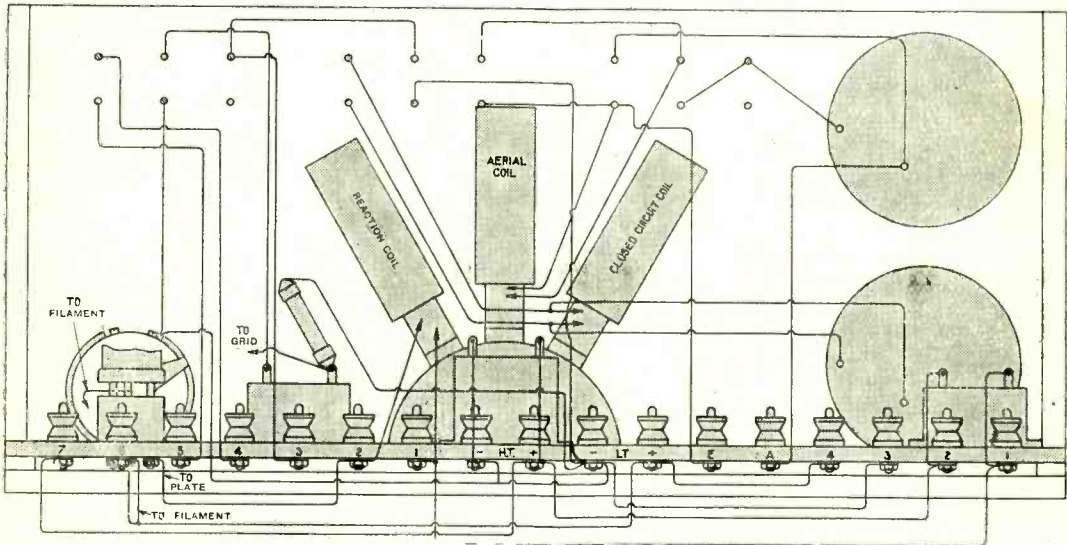 AERIAL
COIL
REACTION COIL
CLOSED CIRCUIT COIL
TO
FILAMENT
TO
GRID
7 6 5 4 3 2 1 - H.T. + - LT + E A 4 3 2 1
TO
PLATE
TO FILAMENT